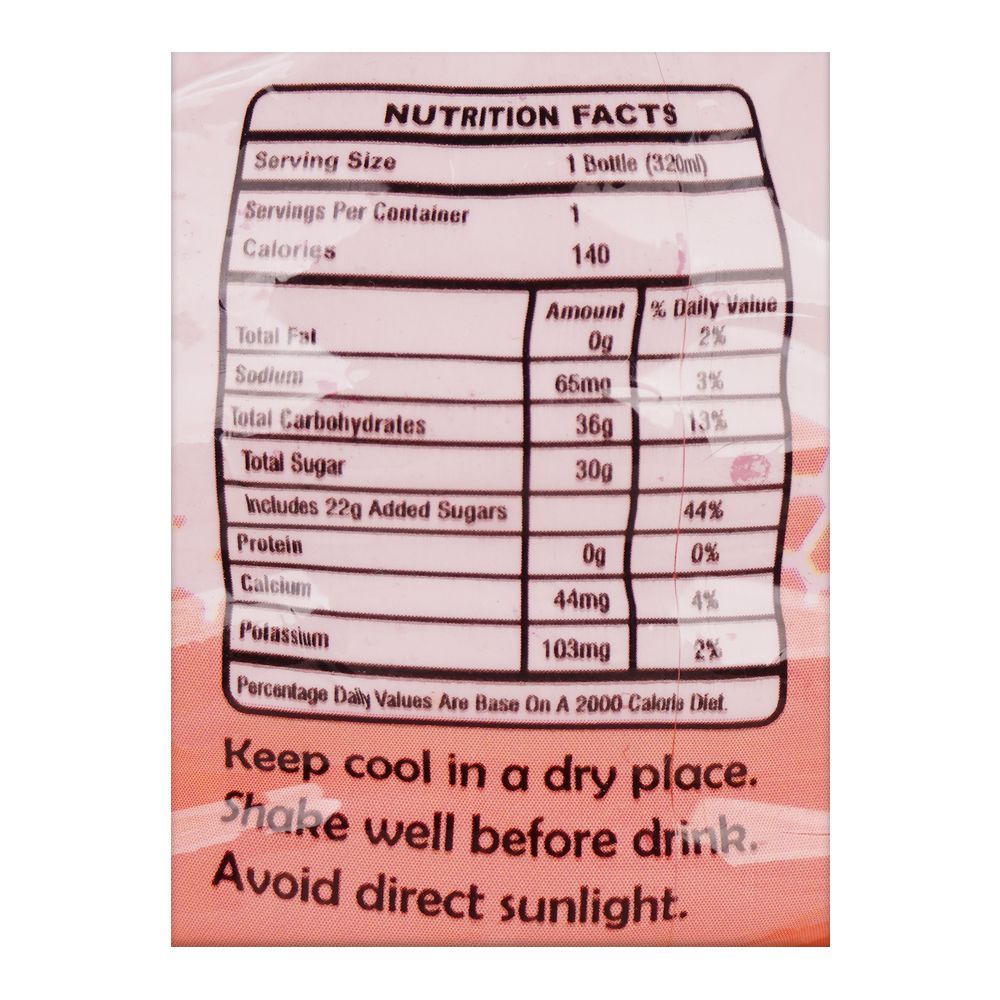 NUTRITION FACTS
Serving Size 1 Bottle (320ml)
Servings Per Container 1
Calories 140
Amount % Daily Value
Total Fat 0g 2%
Sodium 65mg 3%
Total Carbohydrates 36g 13%
Total Sugar 30g
Includes 22g Added Sugars 44%
Protein 0g 0%
Calcium 44mg 4%
Potassium 103mg 2%
Percentage Daily Values Are Base On A 2000 Calorie Diet.
Keep cool in a dry place.
Shake well before drink.
Avoid direct sunlight.